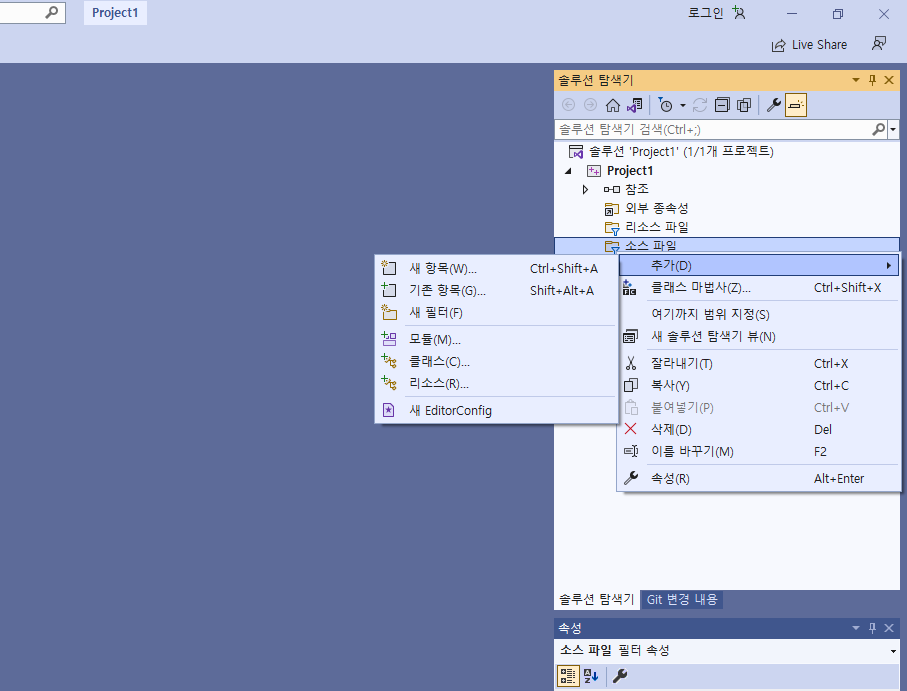 Project1
로그인
Live Share
솔루션 탐색기
솔루션 탐색기 검색(Ctrl+;)
솔루션 'Project1' (1/1개 프로젝트)
Project1
참조
외부 종속성
리소스 파일
소스 파일
추가(D)
클래스 마법사(Z)... Ctrl+Shift+X
여기까지 범위 지정(S)
새 솔루션 탐색기 뷰(N)
잘라내기(T) Ctrl+X
복사(Y) Ctrl+C
붙여넣기(P) Ctrl+V
삭제(D) Del
이름 바꾸기(M) F2
속성(R) Alt+Enter
새 항목(W)... Ctrl+Shift+A
기존 항목(G)... Shift+Alt+A
새 필터(F)
모듈(M)...
클래스(C)...
리소스(R)...
새 EditorConfig
솔루션 탐색기 Git 변경 내용
속성
소스 파일 필터 속성